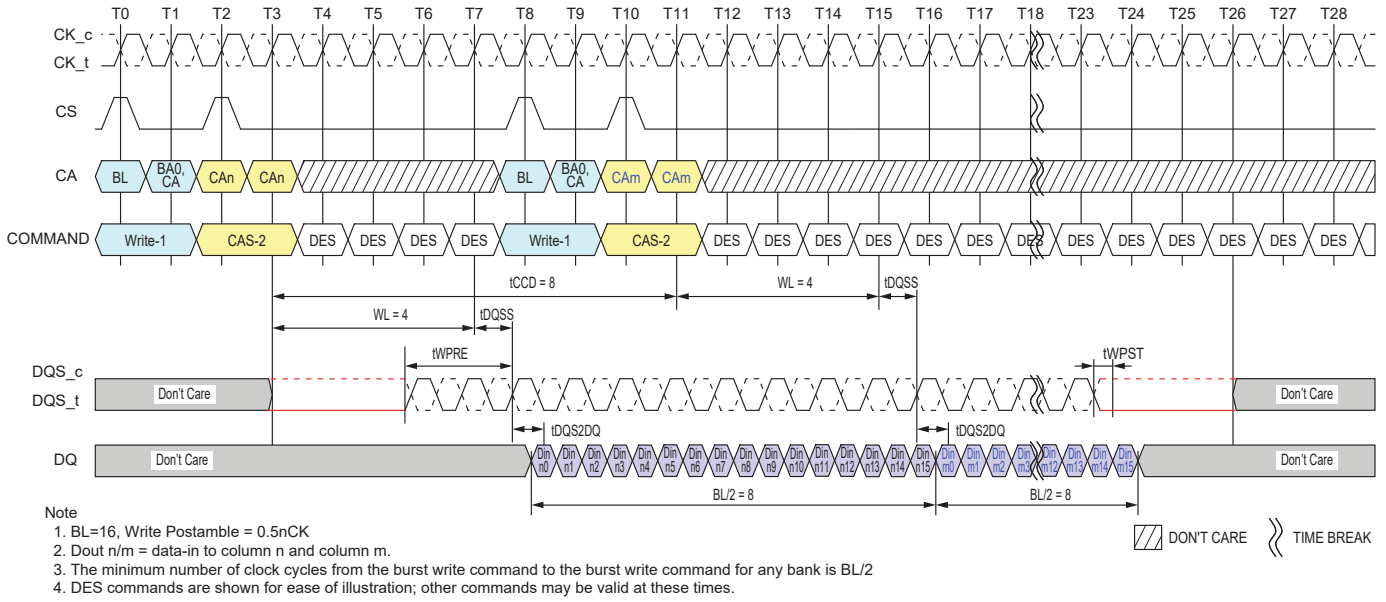 T0 T1 T2 T3 T4 T5 T6 T7 T8 T9 T10 T11 T12 T13 T14 T15 T16 T17 T18 T23 T24 T25 T26 T27 T28
CK_c
CK_t
CS
CA BL BA0, CA CAn CAn BL BA0, CA CAm CAm
COMMAND Write-1 CAS-2 DES DES DES DES Write-1 CAS-2 DES DES DES DES DES DES DES DES DES DES DES DES DES
tCCD = 8 WL = 4 tDQSS
WL = 4 tDQSS
tWPRE tWPST
DQS_c
DQS_t Don't Care Don't Care
tDQS2DQ tDQS2DQ
DQ Don't Care Din n0 Din n1 Din n2 Din n3 Din n4 Din n5 Din n6 Din n7 Din n8 Din n9 Din n10 Din n11 Din n12 Din n13 Din n14 Din n15 Din m0 Din m1 Din m2 Din m3 Din m12 Din m13 Din m14 Din m15 Don't Care
BL/2 = 8 BL/2 = 8
Note
1. BL=16, Write Postamble = 0.5nCK
2. Dout n/m = data-in to column n and column m.
3. The minimum number of clock cycles from the burst write command to the burst write command for any bank is BL/2
4. DES commands are shown for ease of illustration; other commands may be valid at these times.
DON'T CARE TIME BREAK